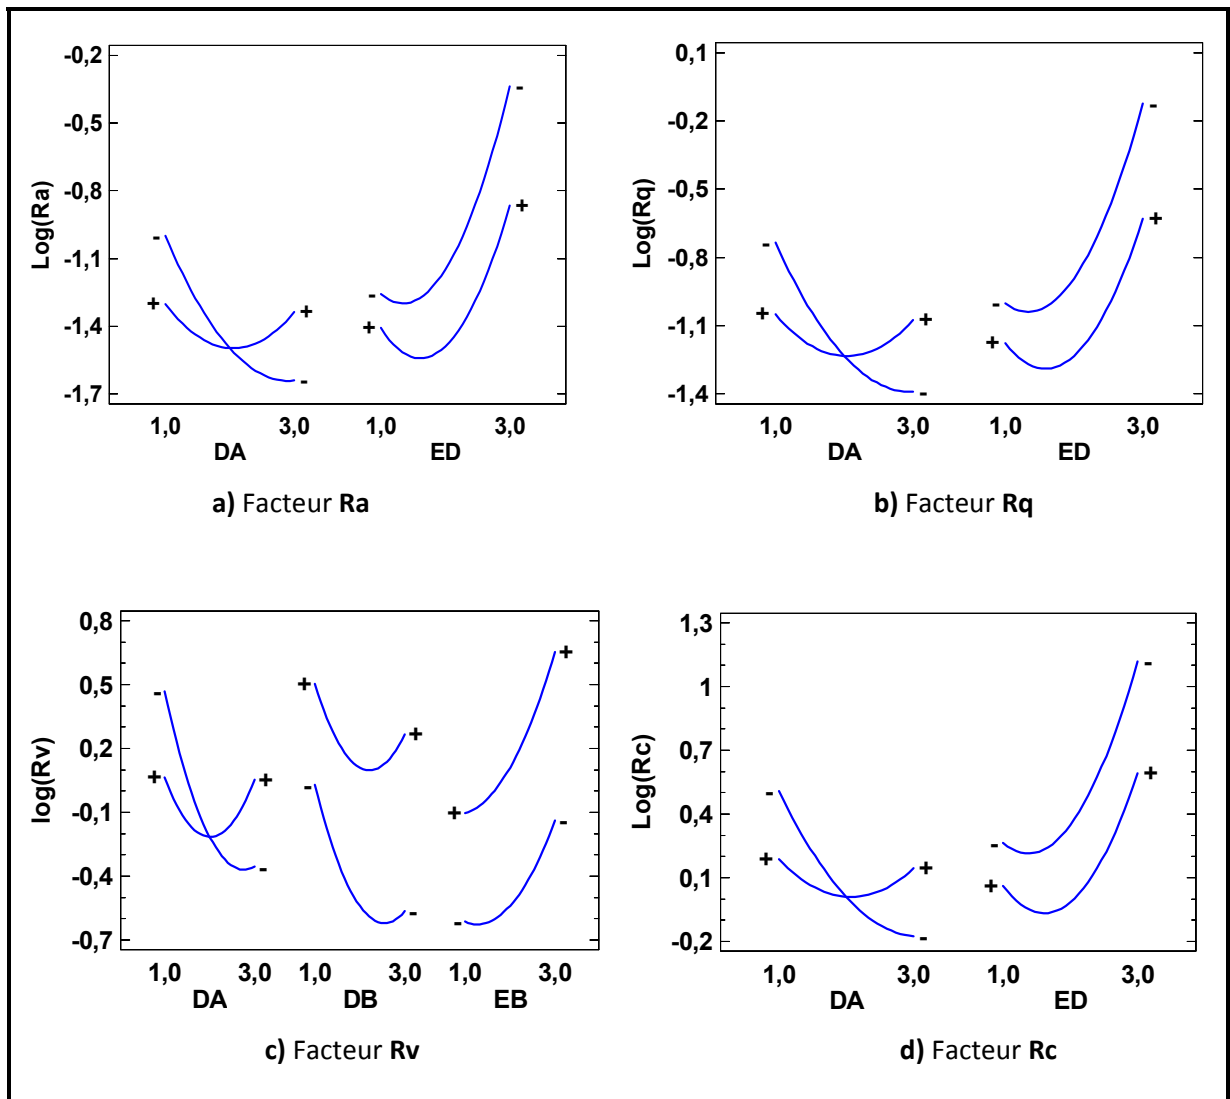 -0,2
-0,5
-0,8
-1,1
-1,4
-1,7
Log(Ra)
- + + - - + - +
1,0 3,0 1,0 3,0
DA ED
a) Facteur Ra
0,1
-0,2
-0,5
-0,8
-1,1
-1,4
Log(Rq)
- + + - - + - +
1,0 3,0 1,0 3,0
DA ED
b) Facteur Rq
0,8
0,5
0,2
-0,1
-0,4
-0,7
log(Rv)
- + + - + - + - + - + -
1,0 3,0 1,0 3,0 1,0 3,0
DA DB EB
c) Facteur Rv
1,3
1
0,7
0,4
0,1
-0,2
Log(Rc)
- + + - - + - +
1,0 3,0 1,0 3,0
DA ED
d) Facteur Rc